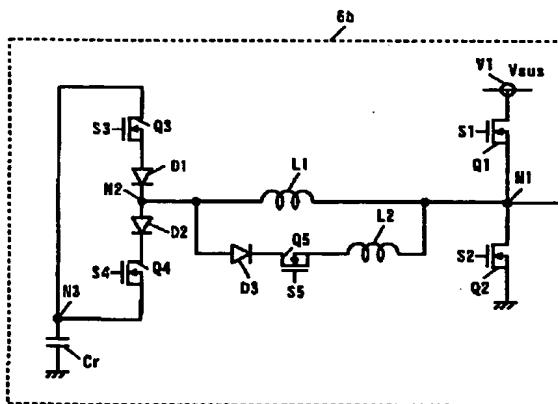 6b
V1 Vsus
S3 Q3
S1 Q1
D1
N2
L1
N1
D2
Q5
L2
S4 Q4
D3
S5
S2 Q2
N3
Cr